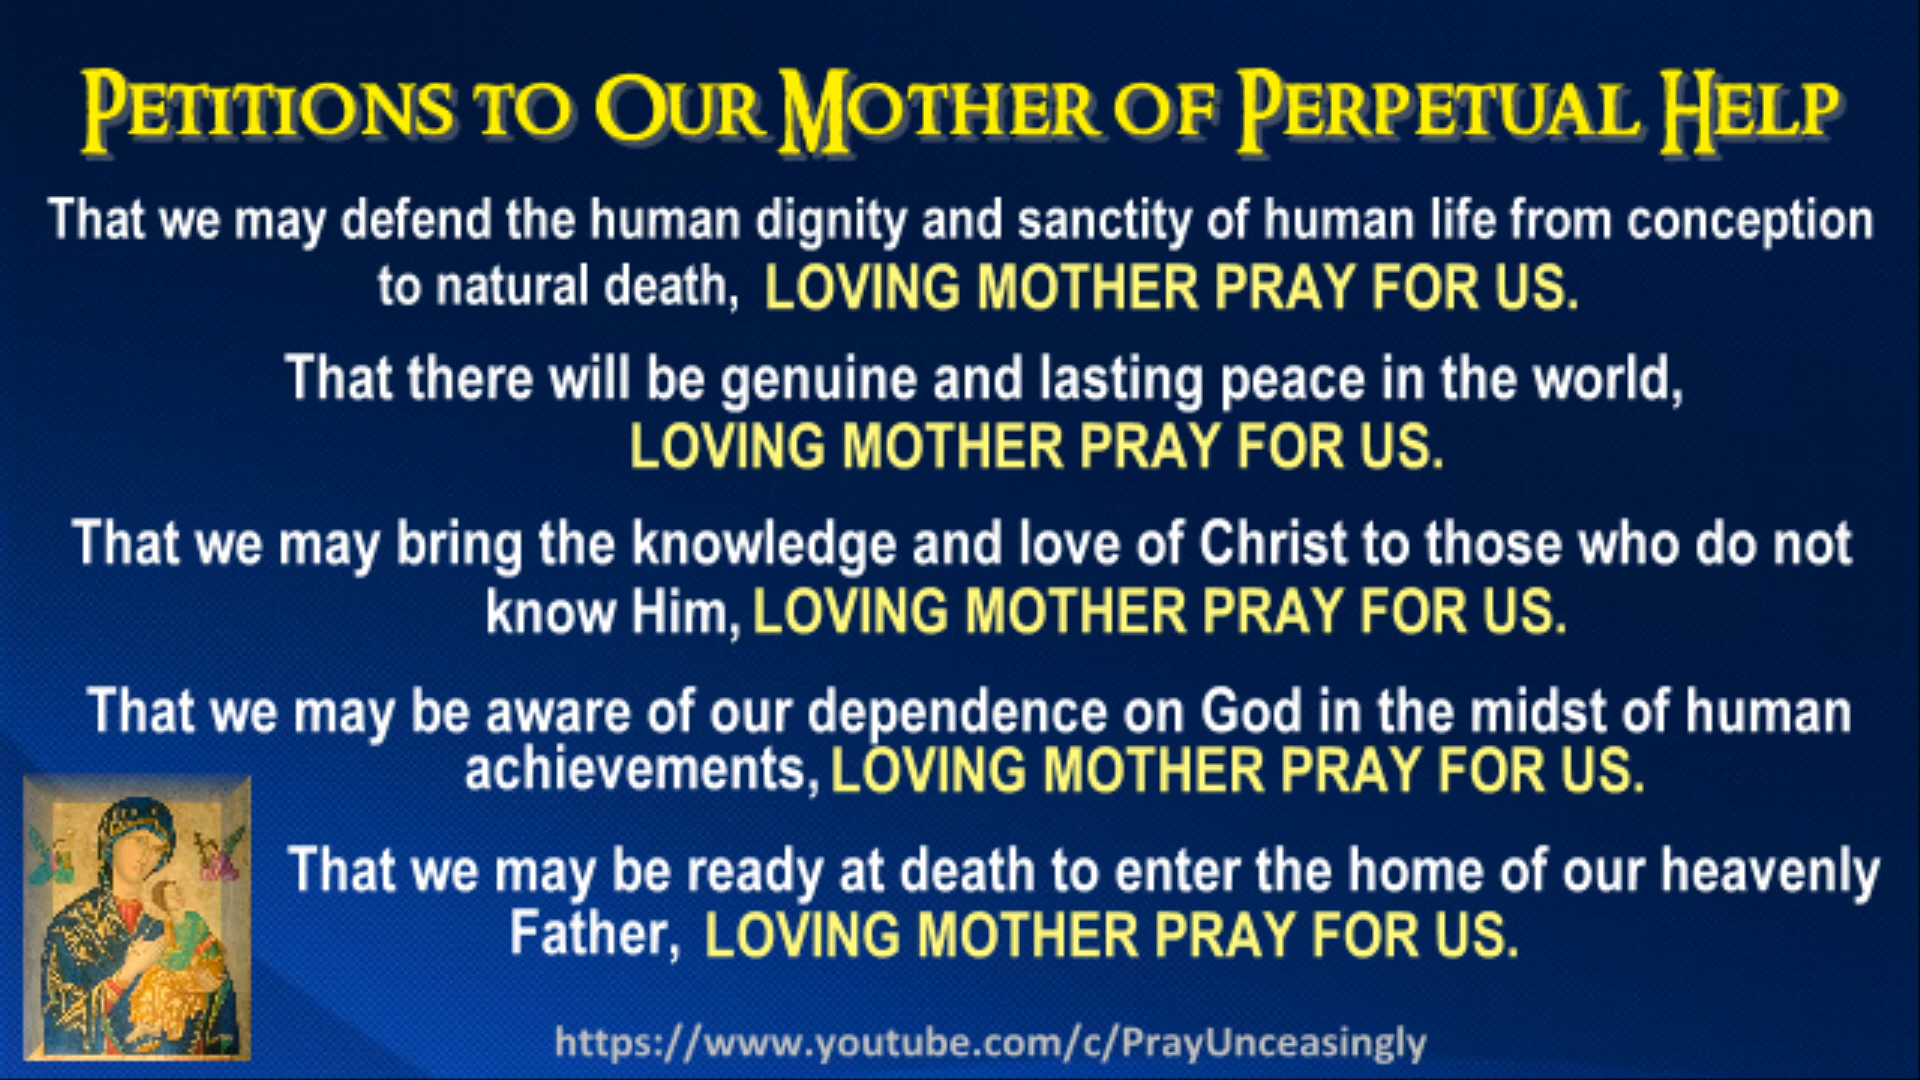 PETITIONS TO OUR MOTHER OF PERPETUAL HELP
That we may defend the human dignity and sanctity of human life from conception
to natural death, LOVING MOTHER PRAY FOR US.
That there will be genuine and lasting peace in the world,
LOVING MOTHER PRAY FOR US.
That we may bring the knowledge and love of Christ to those who do not
know Him, LOVING MOTHER PRAY FOR US.
That we may be aware of our dependence on God in the midst of human
achievements, LOVING MOTHER PRAY FOR US.
That we may be ready at death to enter the home of our heavenly
Father, LOVING MOTHER PRAY FOR US.
https://www.youtube.com/c/PrayUnceasingly